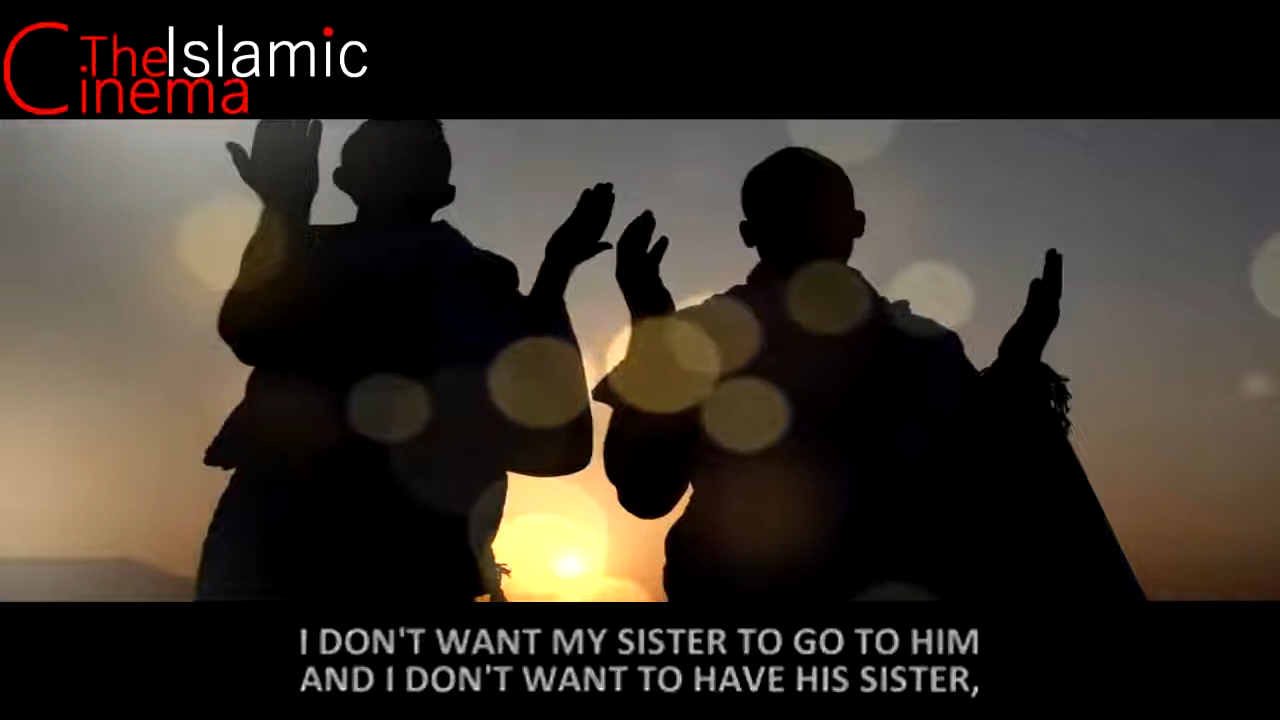 The Islamic
Cinema
I DON'T WANT MY SISTER TO GO TO HIM
AND I DON'T WANT TO HAVE HIS SISTER,